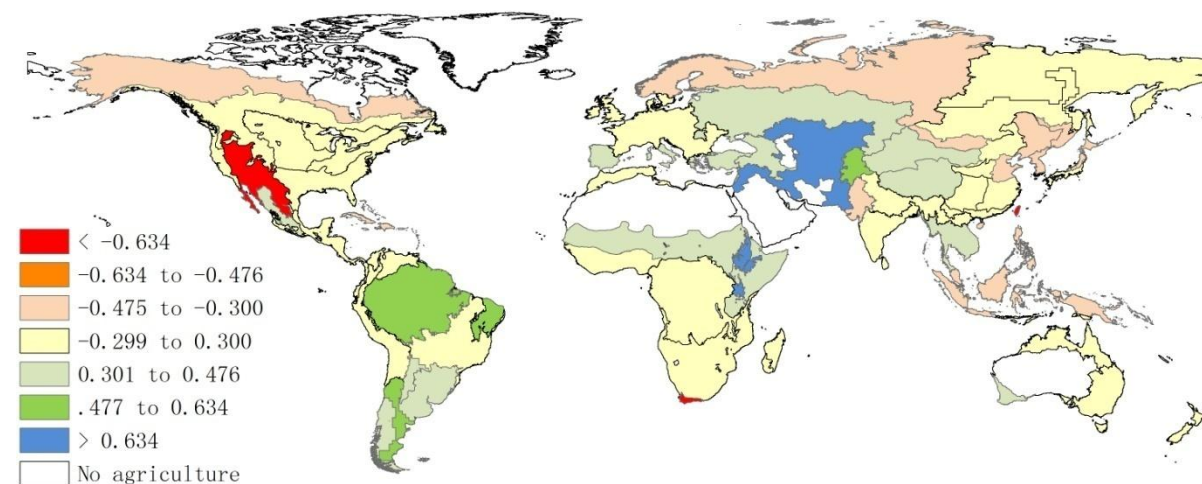 < -0.634
-0.634 to -0.476
-0.475 to -0.300
-0.299 to 0.300
0.301 to 0.476
.477 to 0.634
> 0.634
No agriculture